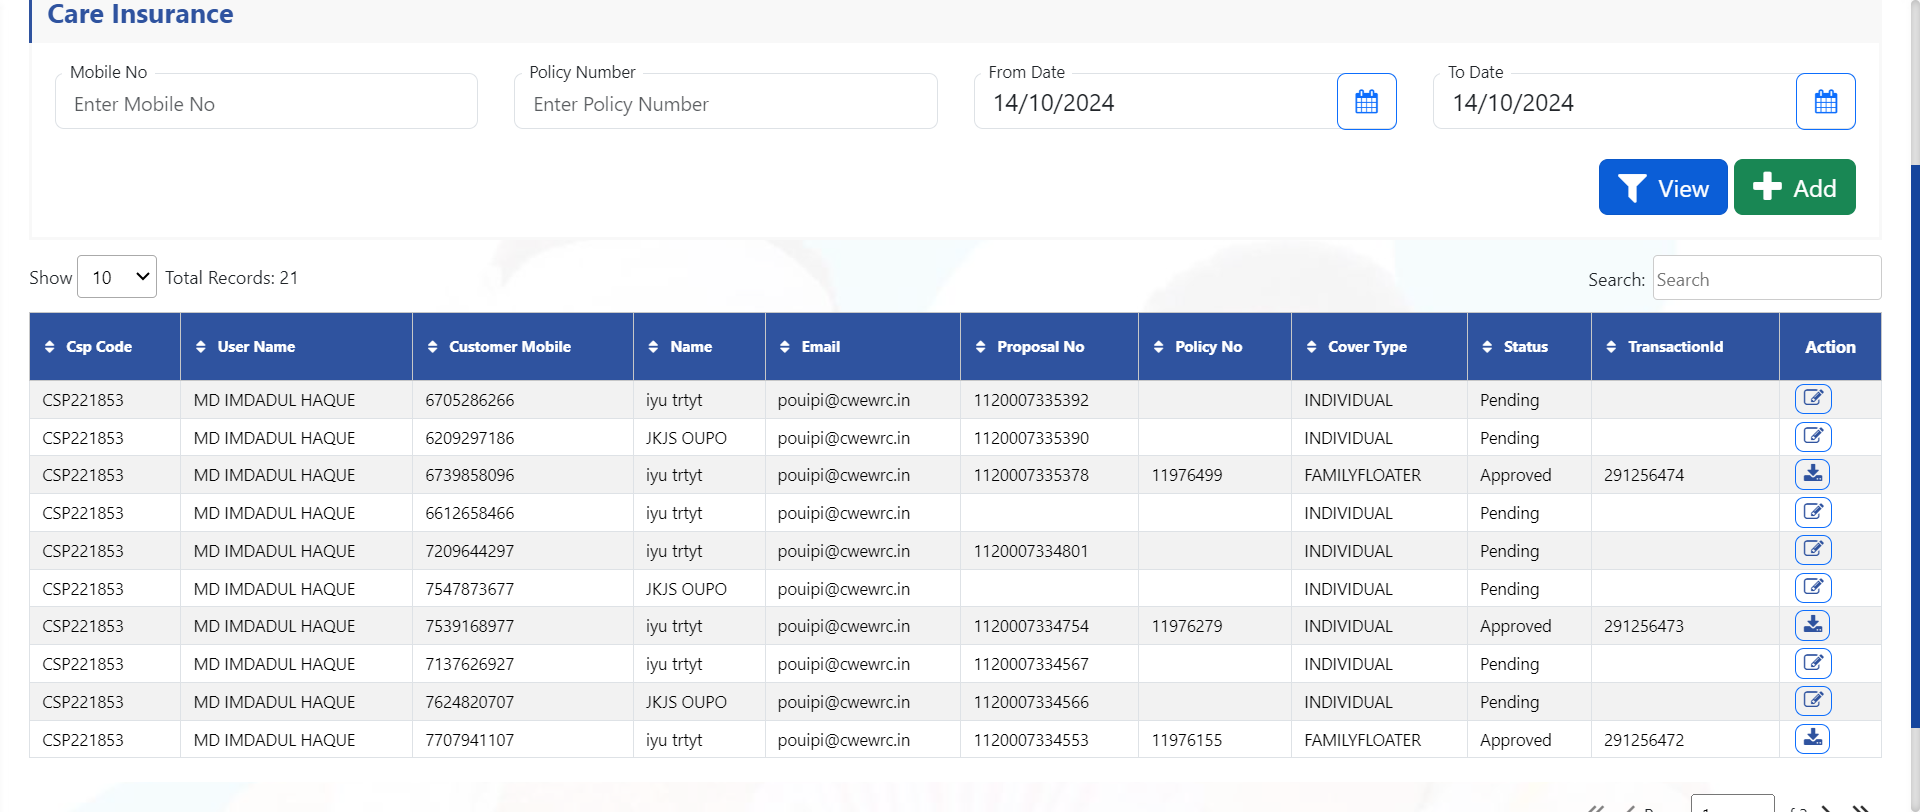 Care Insurance
Mobile No Policy Number From Date To Date
Enter Mobile No Enter Policy Number 14/10/2024 14/10/2024
View Add
Show 10 Total Records: 21 Search: Search
Csp Code User Name Customer Mobile Name Email Proposal No Policy No Cover Type Status TransactionId Action
CSP221853 MD IMDADUL HAQUE 6705286266 iyu trtyt pouipi@cwewrc.in 1120007335392 INDIVIDUAL Pending
CSP221853 MD IMDADUL HAQUE 6209297186 JKJS OUPO pouipi@cwewrc.in 1120007335390 INDIVIDUAL Pending
CSP221853 MD IMDADUL HAQUE 6739858096 iyu trtyt pouipi@cwewrc.in 1120007335378 11976499 FAMILYFLOATER Approved 291256474
CSP221853 MD IMDADUL HAQUE 6612658466 iyu trtyt pouipi@cwewrc.in INDIVIDUAL Pending
CSP221853 MD IMDADUL HAQUE 7209644297 iyu trtyt pouipi@cwewrc.in 1120007334801 INDIVIDUAL Pending
CSP221853 MD IMDADUL HAQUE 7547873677 JKJS OUPO pouipi@cwewrc.in INDIVIDUAL Pending
CSP221853 MD IMDADUL HAQUE 7539168977 iyu trtyt pouipi@cwewrc.in 1120007334754 11976279 INDIVIDUAL Approved 291256473
CSP221853 MD IMDADUL HAQUE 7137626927 iyu trtyt pouipi@cwewrc.in 1120007334567 INDIVIDUAL Pending
CSP221853 MD IMDADUL HAQUE 7624820707 JKJS OUPO pouipi@cwewrc.in 1120007334566 INDIVIDUAL Pending
CSP221853 MD IMDADUL HAQUE 7707941107 iyu trtyt pouipi@cwewrc.in 1120007334553 11976155 FAMILYFLOATER Approved 291256472